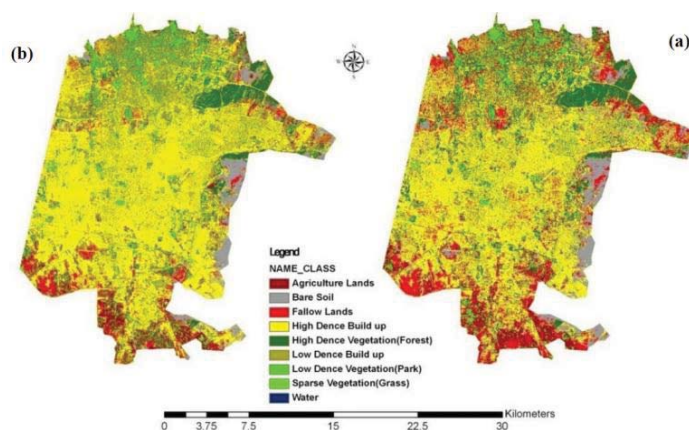 (b)
(a)
N
W
E
S
Legend
NAME_CLASS
Agriculture Lands
Bare Soil
Fallow Lands
High Dence Build up
High Dence Vegetation(Forest)
Low Dence Build up
Low Dence Vegetation(Park)
Sparse Vegetation(Grass)
Water
Kilometers
0 3.75 7.5 15 22.5 30